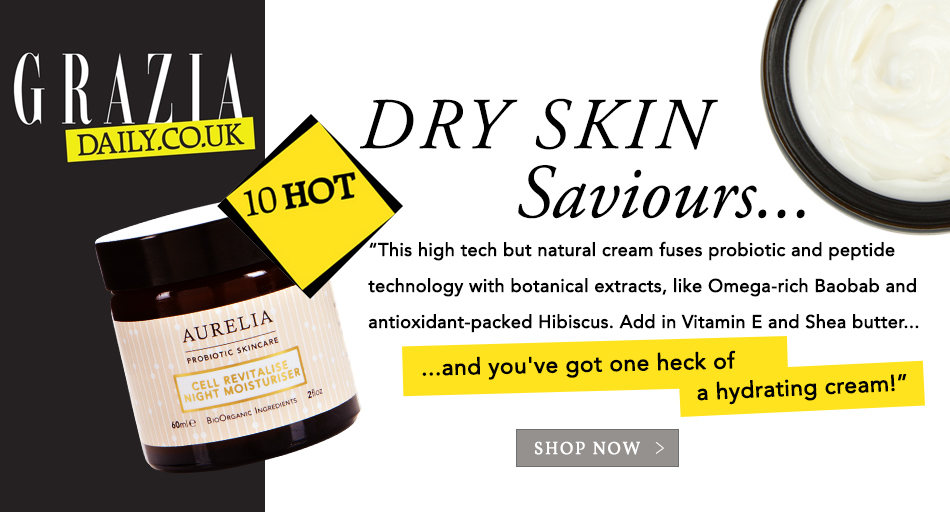 GRAZIA
DAILY.CO.UK
10 HOT
DRY SKIN
Saviours...
"This high tech but natural cream fuses probiotic and peptide
technology with botanical extracts, like Omega-rich Baobab and
antioxidant-packed Hibiscus. Add in Vitamin E and Shea butter...
...and you've got one heck of
a hydrating cream!"
SHOP NOW >
AURELIA
PROBIOTIC SKINCARE
CELL REVITALISE
NIGHT MOISTURISER
60ml ℮ BIOORGANIC INGREDIENTS 2floz